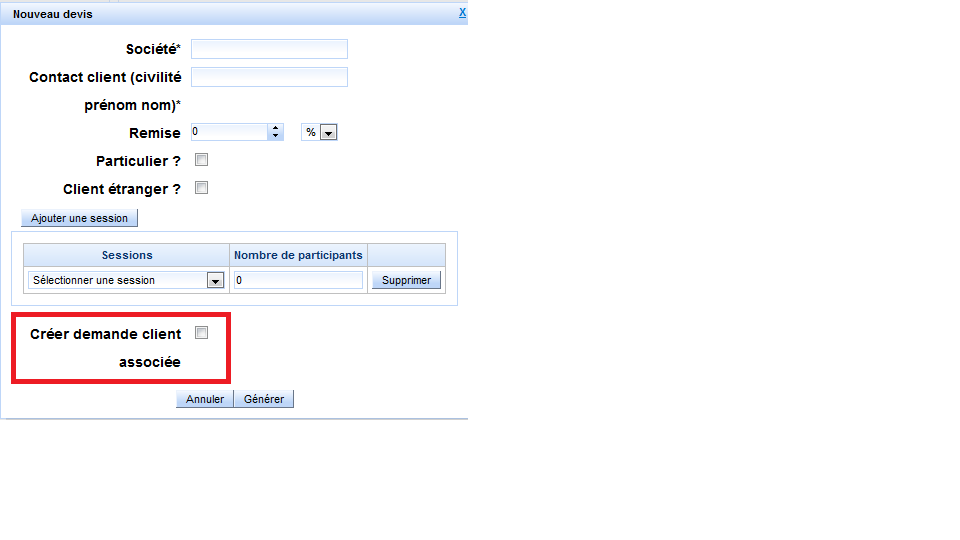 Nouveau devis X
Société*
Contact client (civilité
prénom nom)*
Remise 0 %
Particulier ?
Client étranger ?
Ajouter une session
Sessions Nombre de participants
Sélectionner une session 0 Supprimer
Créer demande client
associée
Annuler Générer